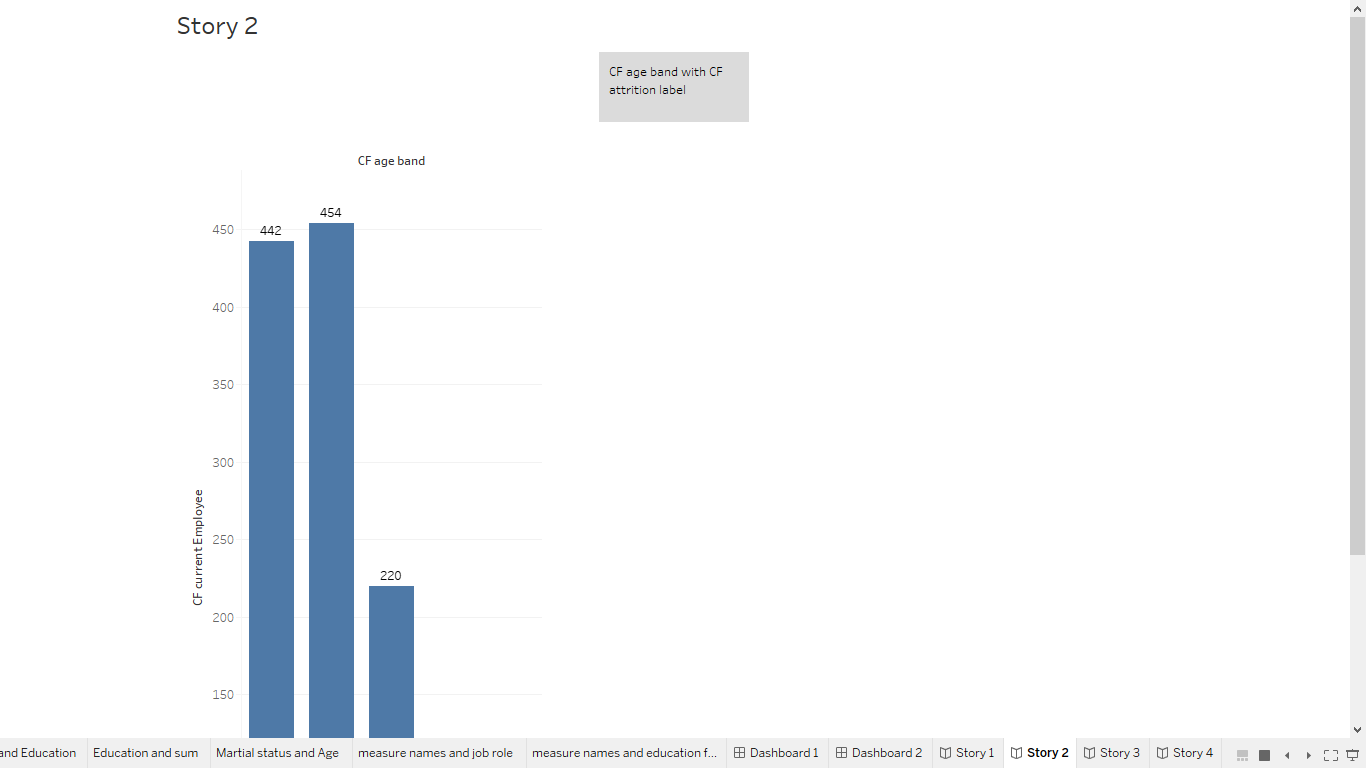 Story 2
CF age band with CF
attrition label
CF age band
454
442
450
400
350
300
250
220
200
150
CF current Employee
and Education
Education and sum
Martial status and Age
measure names and job role
measure names and education f...
Dashboard 1
Dashboard 2
Story 1
Story 2
Story 3
Story 4